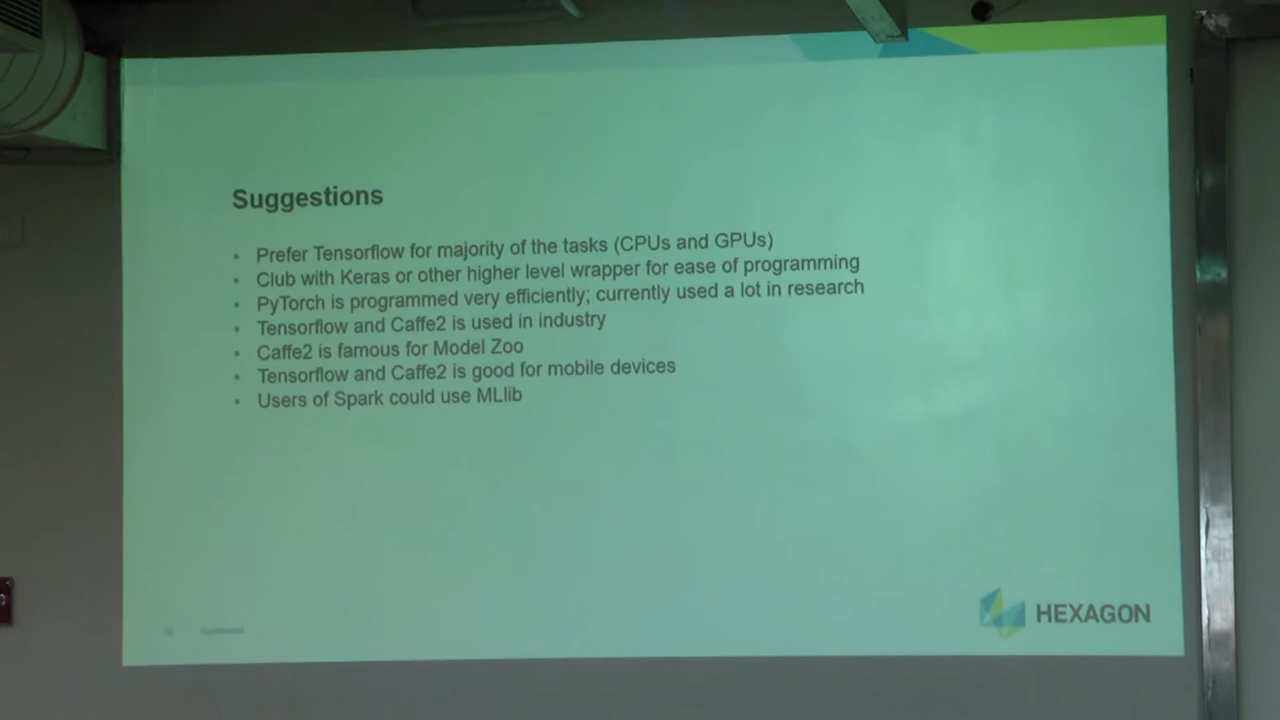 Suggestions
• Prefer Tensorflow for majority of the tasks (CPUs and GPUs)
• Club with Keras or other higher level wrapper for ease of programming
• PyTorch is programmed very efficiently; currently used a lot in research
• Tensorflow and Caffe2 is used in industry
• Caffe2 is famous for Model Zoo
• Tensorflow and Caffe2 is good for mobile devices
• Users of Spark could use MLlib
HEXAGON